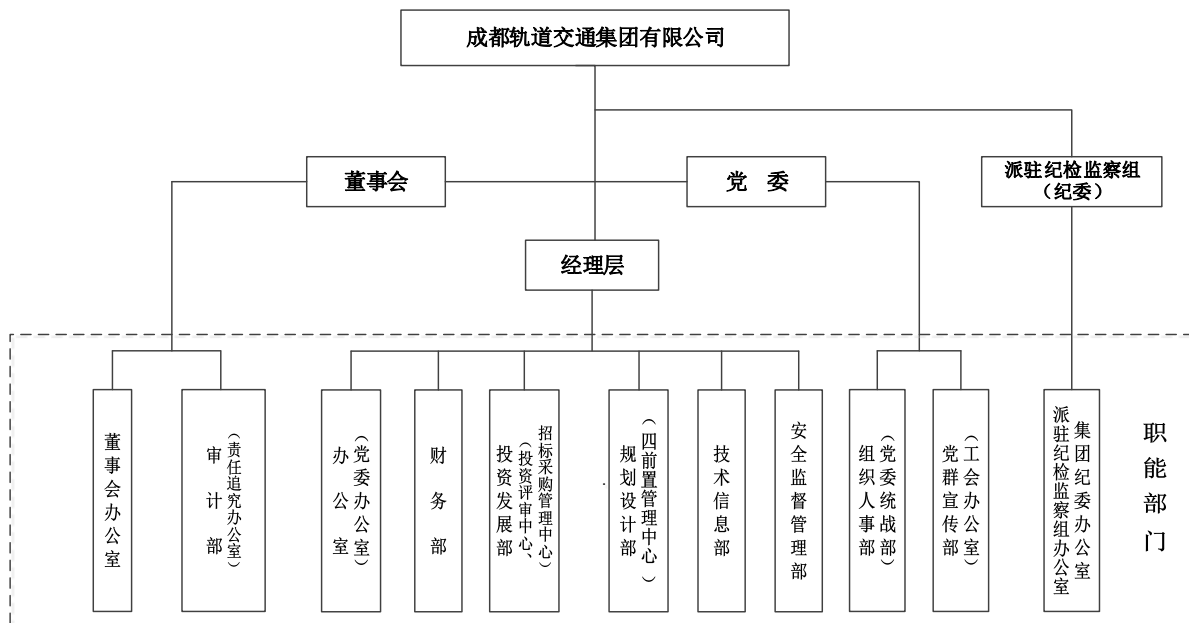 成都轨道交通集团有限公司
董事会
党　委
派驻纪检监察组
（纪委）
经理层
董事会办公室
审计部
（责任追究办公室）
办公室
（党委办公室）
财务部
投资发展部
（投资评审中心、
招标采购管理中心）
规划设计部
（四前置管理中心）
技术信息部
安全监督管理部
组织人事部
（党委统战部）
党群宣传部
（工会办公室）
派驻纪检监察组办公室
集团纪委办公室
职能部门